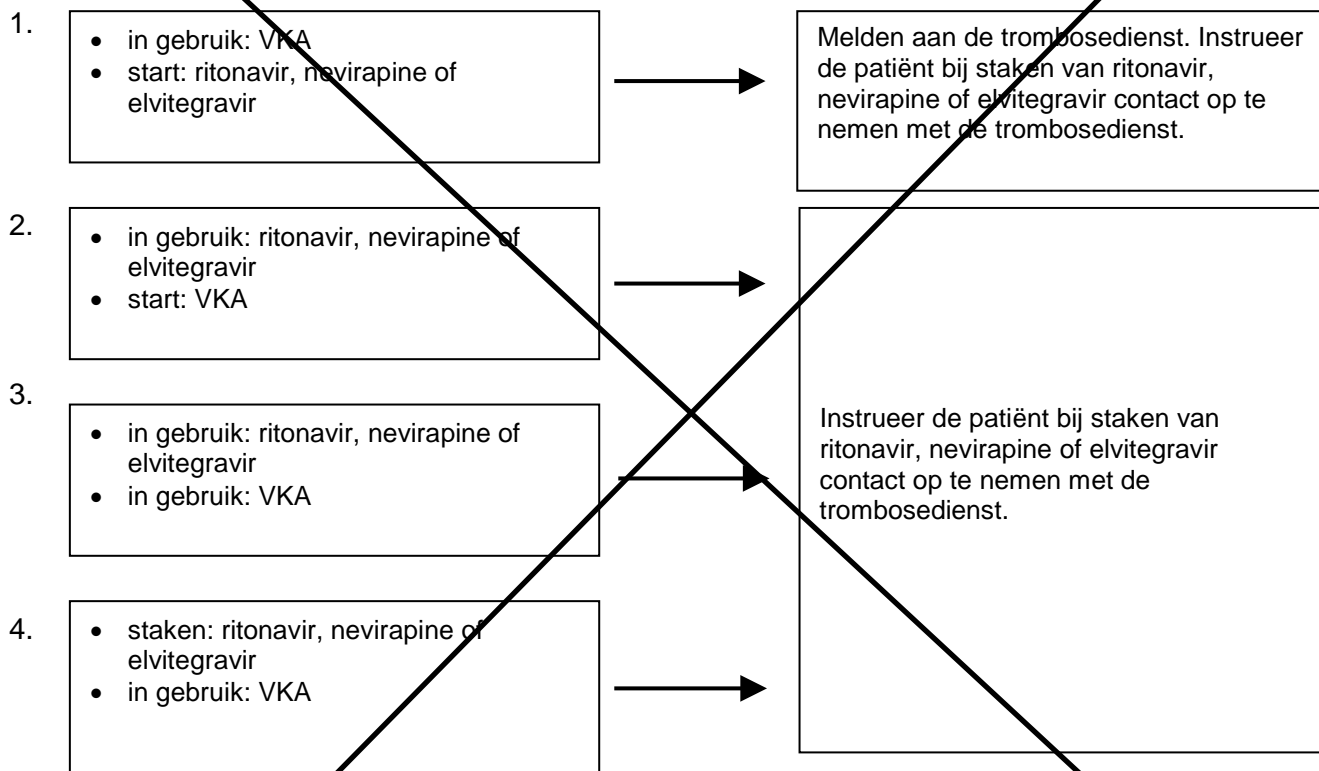 1.
• in gebruik: VKA
• start: ritonavir, nevirapine of
elvitegravir
Melden aan de trombosedienst. Instrueer
de patiënt bij staken van ritonavir,
nevirapine of elvitegravir contact op te
nemen met de trombosedienst.
2.
• in gebruik: ritonavir, nevirapine of
elvitegravir
• start: VKA
3.
• in gebruik: ritonavir, nevirapine of
elvitegravir
• in gebruik: VKA
Instrueer de patiënt bij staken van
ritonavir, nevirapine of elvitegravir
contact op te nemen met de
trombosedienst.
4.
• staken: ritonavir, nevirapine of
elvitegravir
• in gebruik: VKA